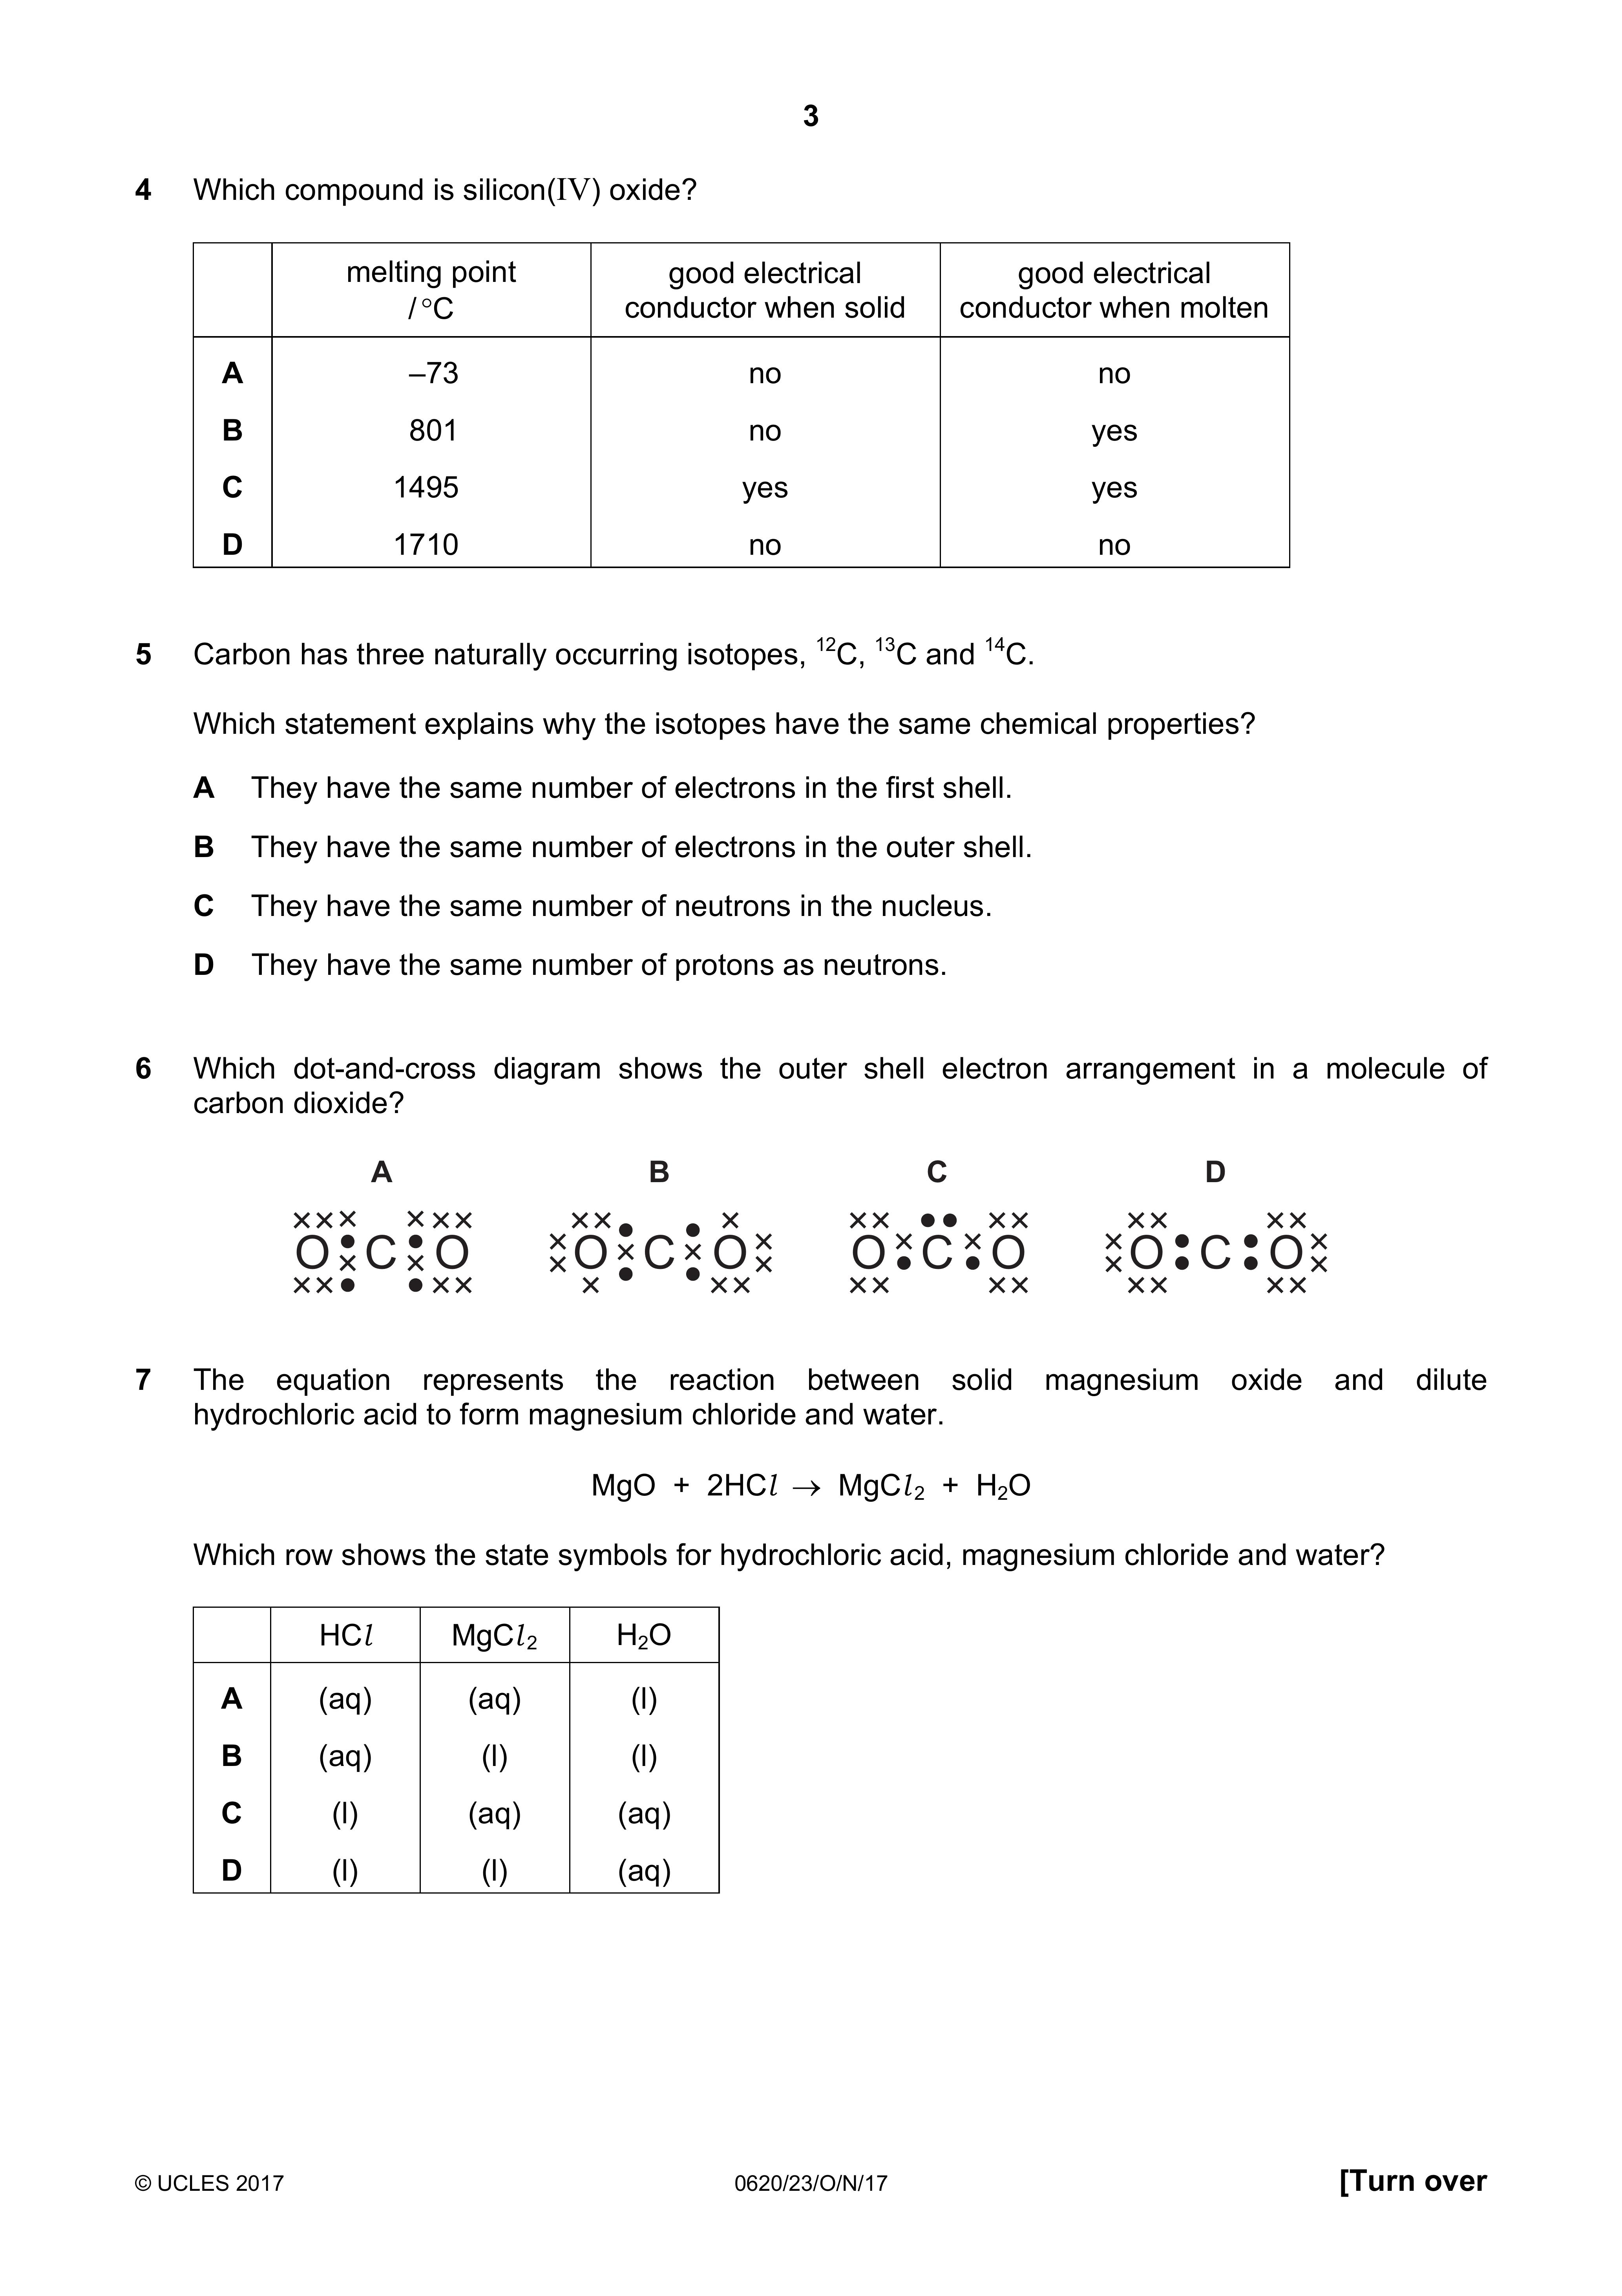 3
4 Which compound is silicon(IV) oxide?
melting point / °C
good electrical conductor when solid
good electrical conductor when molten
A –73 no no
B 801 no yes
C 1495 yes yes
D 1710 no no
5 Carbon has three naturally occurring isotopes, ¹²C, ¹³C and ¹⁴C.
Which statement explains why the isotopes have the same chemical properties?
A They have the same number of electrons in the first shell.
B They have the same number of electrons in the outer shell.
C They have the same number of neutrons in the nucleus.
D They have the same number of protons as neutrons.
6 Which dot-and-cross diagram shows the outer shell electron arrangement in a molecule of
carbon dioxide?
A B C D
O C O O C O O C O O C O
7 The equation represents the reaction between solid magnesium oxide and dilute
hydrochloric acid to form magnesium chloride and water.
MgO + 2HCl → MgCl₂ + H₂O
Which row shows the state symbols for hydrochloric acid, magnesium chloride and water?
HCl MgCl₂ H₂O
A (aq) (aq) (l)
B (aq) (l) (l)
C (l) (aq) (aq)
D (l) (l) (aq)
© UCLES 2017 0620/23/O/N/17 [Turn over